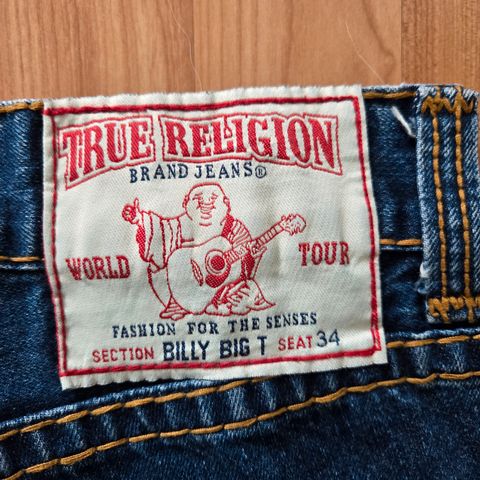 TRUE RELIGION
BRAND JEANS®
WORLD TOUR
FASHION FOR THE SENSES
SECTION BILLY BIG T SEAT 34